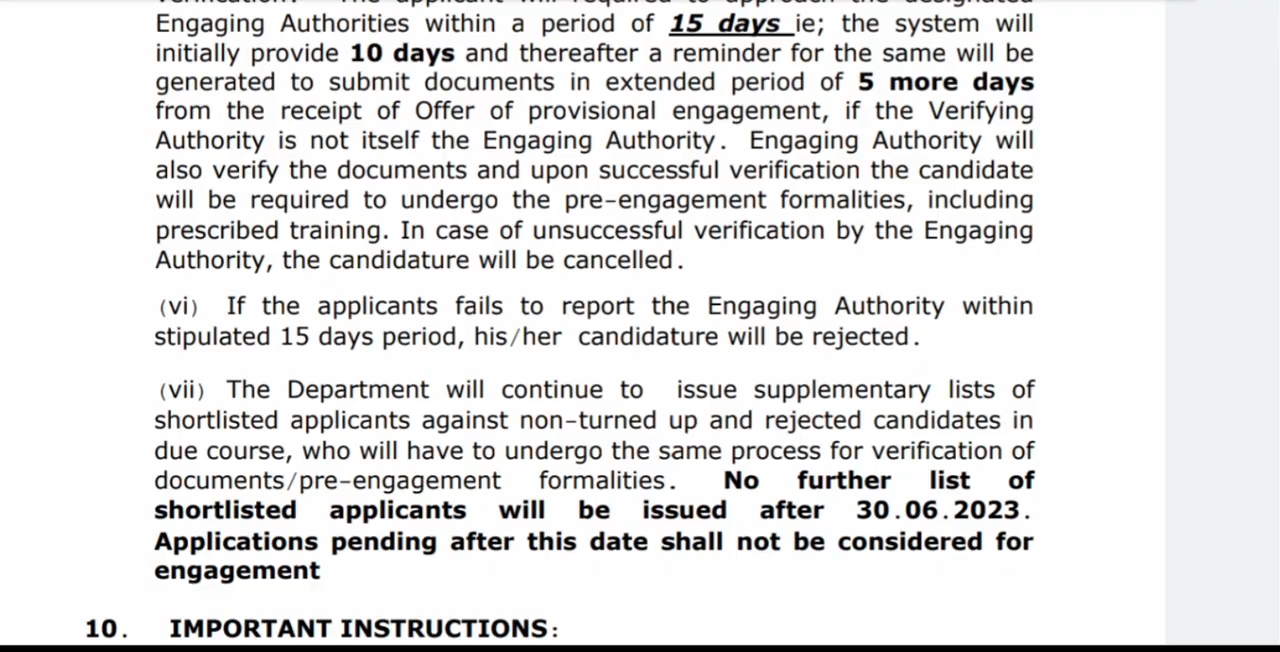 Engaging Authorities within a period of 15 days ie; the system will
initially provide 10 days and thereafter a reminder for the same will be
generated to submit documents in extended period of 5 more days
from the receipt of Offer of provisional engagement, if the Verifying
Authority is not itself the Engaging Authority. Engaging Authority will
also verify the documents and upon successful verification the candidate
will be required to undergo the pre-engagement formalities, including
prescribed training. In case of unsuccessful verification by the Engaging
Authority, the candidature will be cancelled.
(vi) If the applicants fails to report the Engaging Authority within
stipulated 15 days period, his/her candidature will be rejected.
(vii) The Department will continue to issue supplementary lists of
shortlisted applicants against non-turned up and rejected candidates in
due course, who will have to undergo the same process for verification of
documents/pre-engagement formalities. No further list of
shortlisted applicants will be issued after 30.06.2023.
Applications pending after this date shall not be considered for
engagement
10. IMPORTANT INSTRUCTIONS: